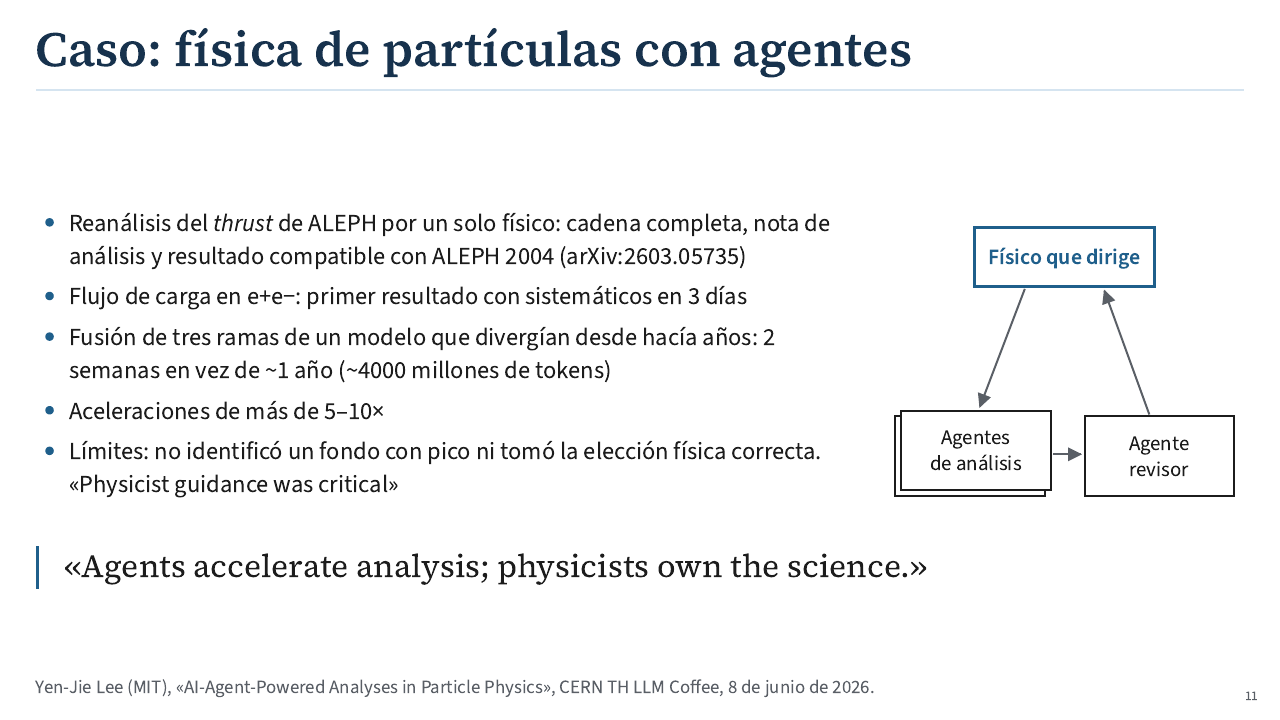 Caso: física de partículas con agentes
Reanálisis del thrust de ALEPH por un solo físico: cadena completa, nota de
análisis y resultado compatible con ALEPH 2004 (arXiv:2603.05735)
Flujo de carga en e+e−: primer resultado con sistemáticos en 3 días
Fusión de tres ramas de un modelo que divergían desde hacía años: 2
semanas en vez de ~1 año (~4000 millones de tokens)
Aceleraciones de más de 5–10×
Límites: no identificó un fondo con pico ni tomó la elección física correcta.
«Physicist guidance was critical»
Físico que dirige
Agentes
de análisis
Agente
revisor
«Agents accelerate analysis; physicists own the science.»
Yen-Jie Lee (MIT), «AI-Agent-Powered Analyses in Particle Physics», CERN TH LLM Coffee, 8 de junio de 2026.
11